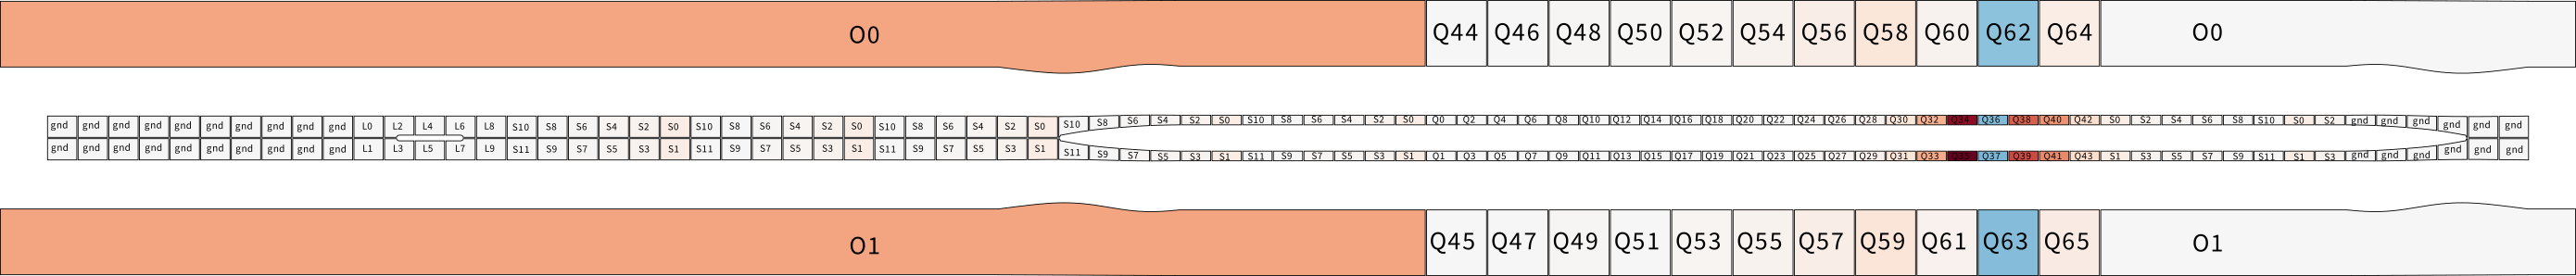 O0 Q44 Q46 Q48 Q50 Q52 Q54 Q56 Q58 Q60 Q62 Q64 O0
gnd gnd gnd gnd gnd gnd gnd gnd gnd gnd L0 L2 L4 L6 L8 S10 S8 S6 S4 S2 S0 S10 S8 S6 S4 S2 S0 S10 S8 S6 S4 S2 S0 S10 S8 S6 S4 S2 S0 S10 S8 S6 S4 S2 S0 Q0 Q2 Q4 Q6 Q8 Q10 Q12 Q14 Q16 Q18 Q20 Q22 Q24 Q26 Q28 Q30 Q32 Q34 Q36 Q38 Q40 Q42 S0 S2 S4 S6 S8 S10 S0 S2 gnd gnd gnd gnd gnd gnd
gnd gnd gnd gnd gnd gnd gnd gnd gnd gnd L1 L3 L5 L7 L9 S11 S9 S7 S5 S3 S1 S11 S9 S7 S5 S3 S1 S11 S9 S7 S5 S3 S1 S11 S9 S7 S5 S3 S1 S11 S9 S7 S5 S3 S1 Q1 Q3 Q5 Q7 Q9 Q11 Q13 Q15 Q17 Q19 Q21 Q23 Q25 Q27 Q29 Q31 Q33 Q35 Q37 Q39 Q41 Q43 S1 S3 S5 S7 S9 S11 S1 S3 gnd gnd gnd gnd gnd gnd
O1 Q45 Q47 Q49 Q51 Q53 Q55 Q57 Q59 Q61 Q63 Q65 O1